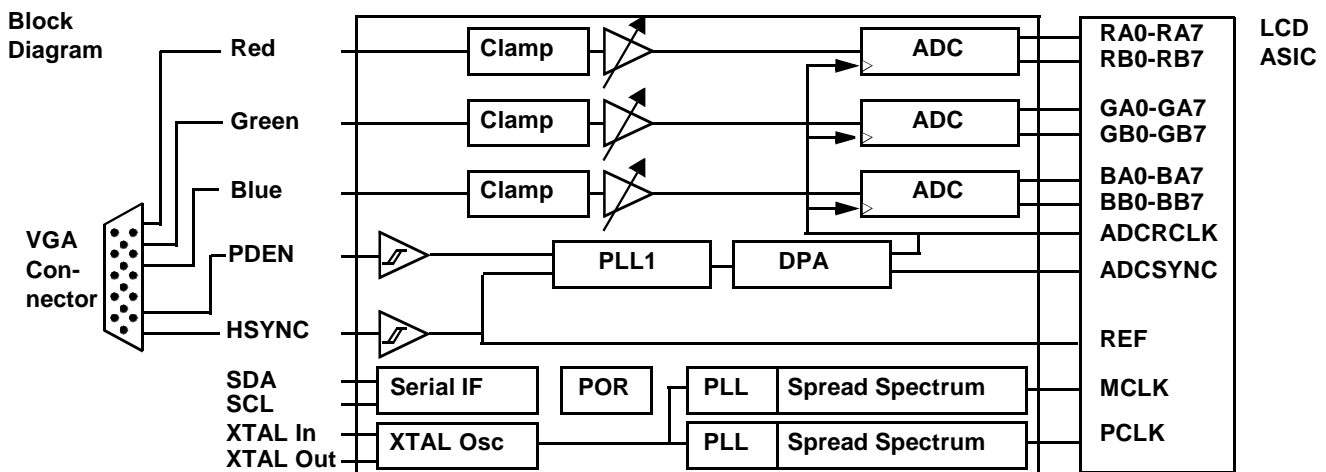 Block
Diagram
Red
Clamp
ADC
RA0-RA7
RB0-RB7
LCD
ASIC
Green
Clamp
ADC
GA0-GA7
GB0-GB7
Blue
Clamp
ADC
BA0-BA7
BB0-BB7
VGA
Con-
nector
PDEN
PLL1
DPA
ADCRCLK
ADCSYNC
HSYNC
REF
SDA
SCL
Serial IF
POR
PLL
Spread Spectrum
MCLK
XTAL In
XTAL Out
XTAL Osc
PLL
Spread Spectrum
PCLK